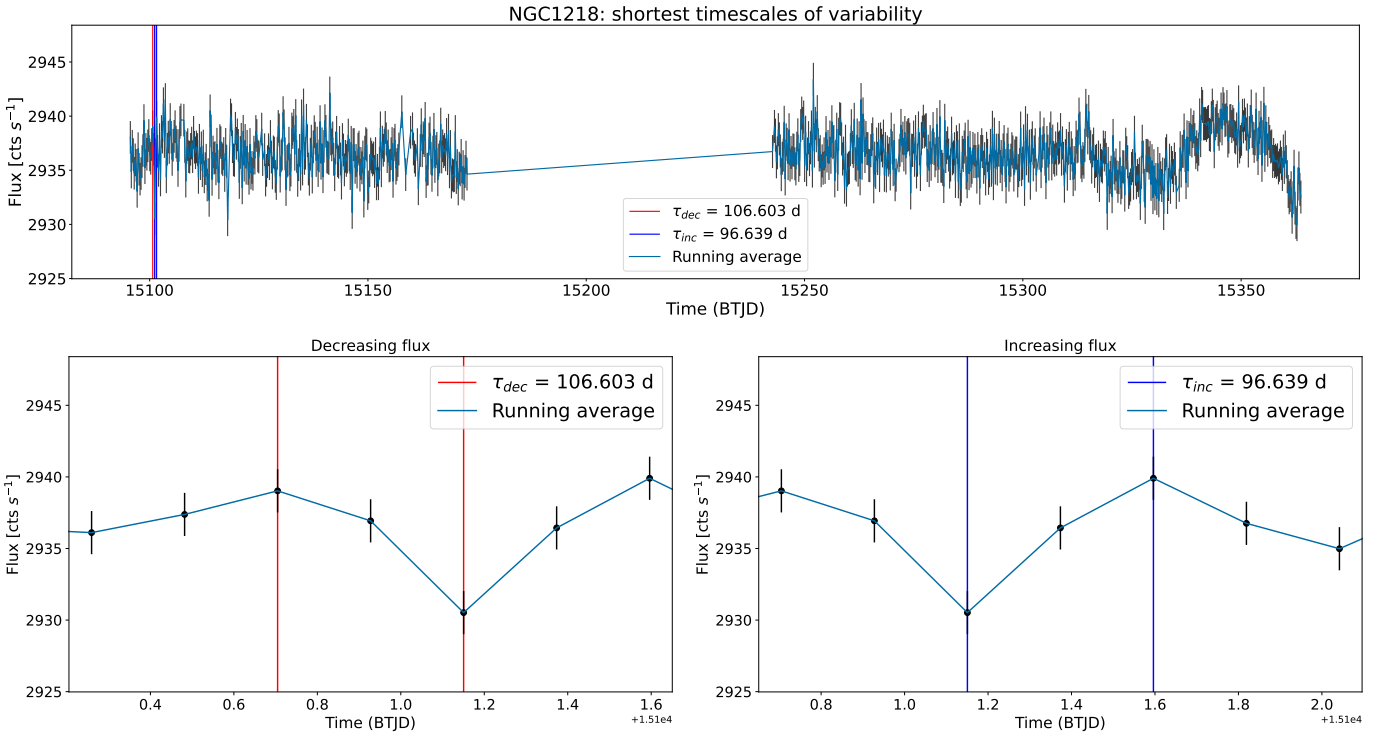 NGC1218: shortest timescales of variability
Flux [cts s⁻¹]
2945
2940
2935
2930
2925
15100 15150 15200 15250 15300 15350
Time (BTJD)
τdec = 106.603 d
τinc = 96.639 d
Running average
Decreasing flux
Flux [cts s⁻¹]
2945
2940
2935
2930
2925
0.4 0.6 0.8 1.0 1.2 1.4 1.6
+1.51e4
Time (BTJD)
τdec = 106.603 d
Running average
Increasing flux
Flux [cts s⁻¹]
2945
2940
2935
2930
2925
0.8 1.0 1.2 1.4 1.6 1.8 2.0
+1.51e4
Time (BTJD)
τinc = 96.639 d
Running average